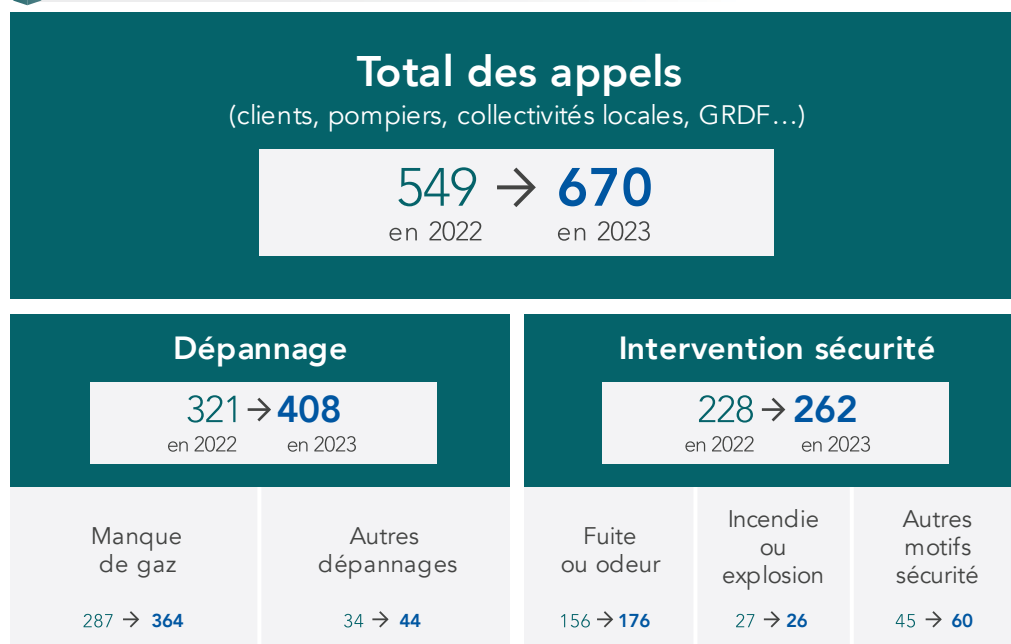 Total des appels
(clients, pompiers, collectivités locales, GRDF…)
549 → 670
en 2022 en 2023
Dépannage
321 → 408
en 2022 en 2023
Manque
de gaz
287 → 364
Autres
dépannages
34 → 44
Intervention sécurité
228 → 262
en 2022 en 2023
Fuite
ou odeur
156 → 176
Incendie
ou
explosion
27 → 26
Autres
motifs
sécurité
45 → 60